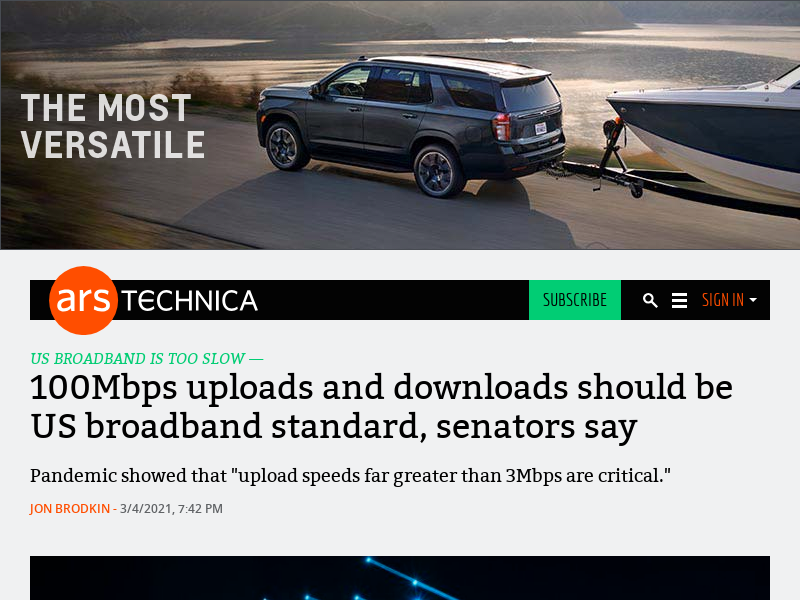 THE MOST
VERSATILE
ars TECHNICA
SUBSCRIBE
SIGN IN
US BROADBAND IS TOO SLOW —
100Mbps uploads and downloads should be
US broadband standard, senators say
Pandemic showed that "upload speeds far greater than 3Mbps are critical."
JON BRODKIN - 3/4/2021, 7:42 PM